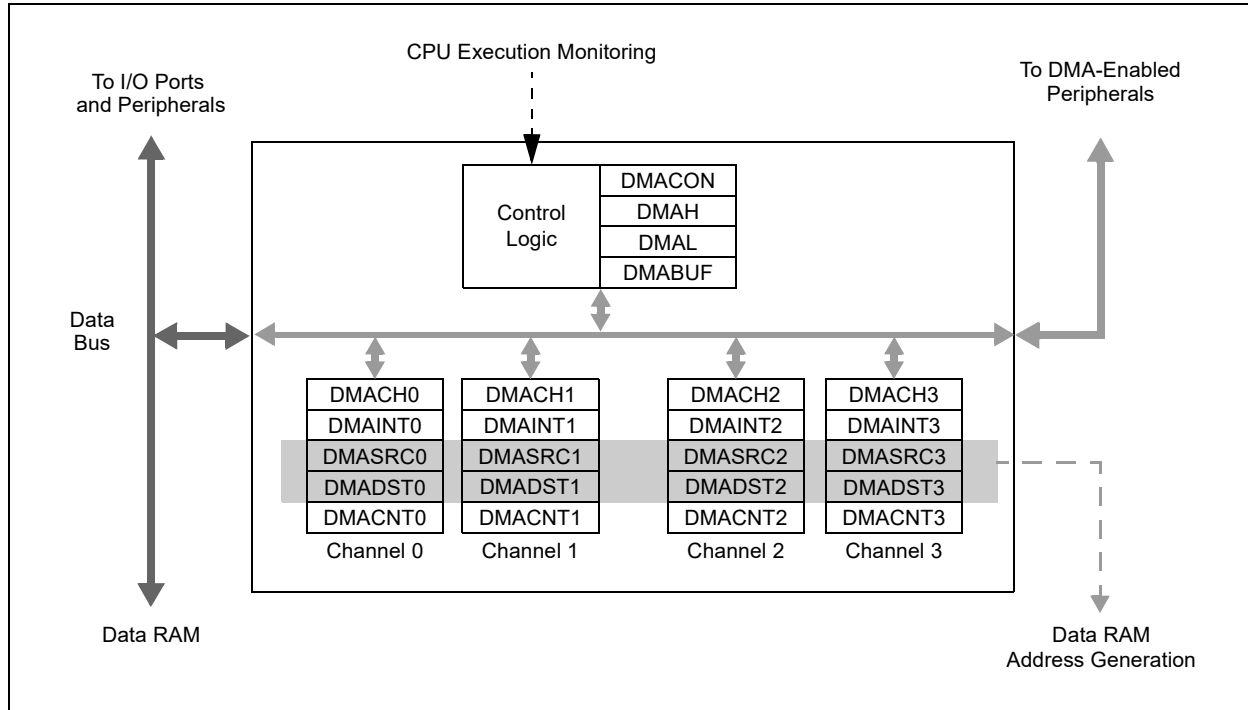 CPU Execution Monitoring
To I/O Ports
and Peripherals
To DMA-Enabled
Peripherals
Control
Logic
DMACON
DMAH
DMAL
DMABUF
Data
Bus
DMACH0
DMAINT0
DMASRC0
DMADST0
DMACNT0
Channel 0
DMACH1
DMAINT1
DMASRC1
DMADST1
DMACNT1
Channel 1
DMACH2
DMAINT2
DMASRC2
DMADST2
DMACNT2
Channel 2
DMACH3
DMAINT3
DMASRC3
DMADST3
DMACNT3
Channel 3
Data RAM
Data RAM
Address Generation